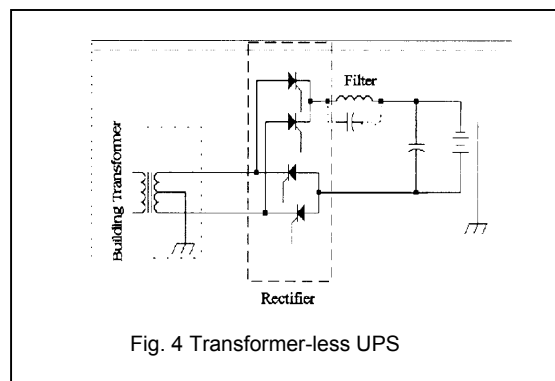 Filter
Building Transformer
Rectifier
Fig. 4 Transformer-less UPS